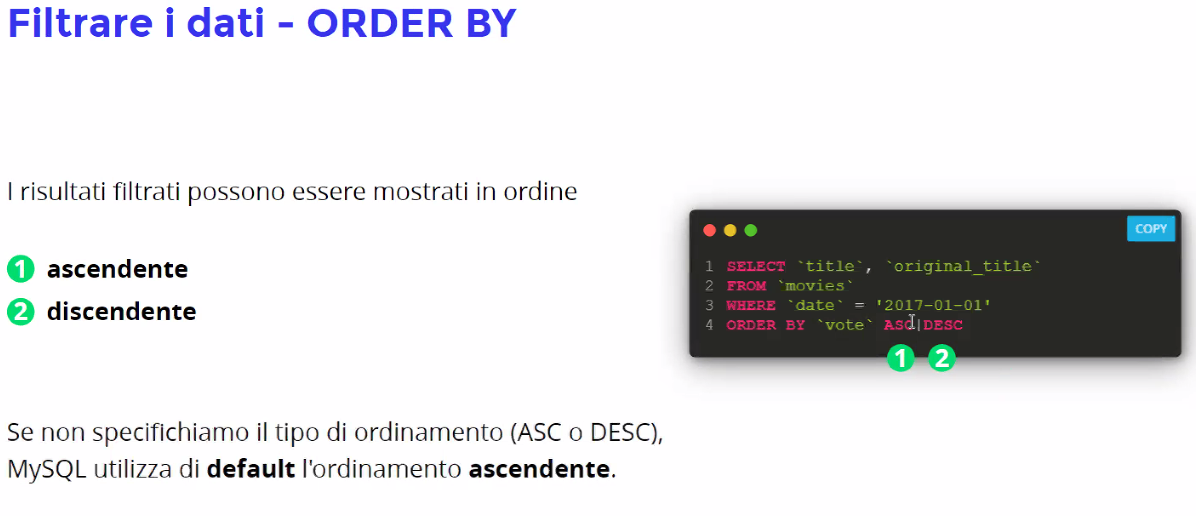 Filtrare i dati - ORDER BY
I risultati filtrati possono essere mostrati in ordine
1 ascendente
2 discendente
COPY
1 SELECT `title`, `original_title`
2 FROM `movies`
3 WHERE `date` = '2017-01-01'
4 ORDER BY `vote` ASC|DESC
1 2
Se non specifichiamo il tipo di ordinamento (ASC o DESC),
MySQL utilizza di default l'ordinamento ascendente.